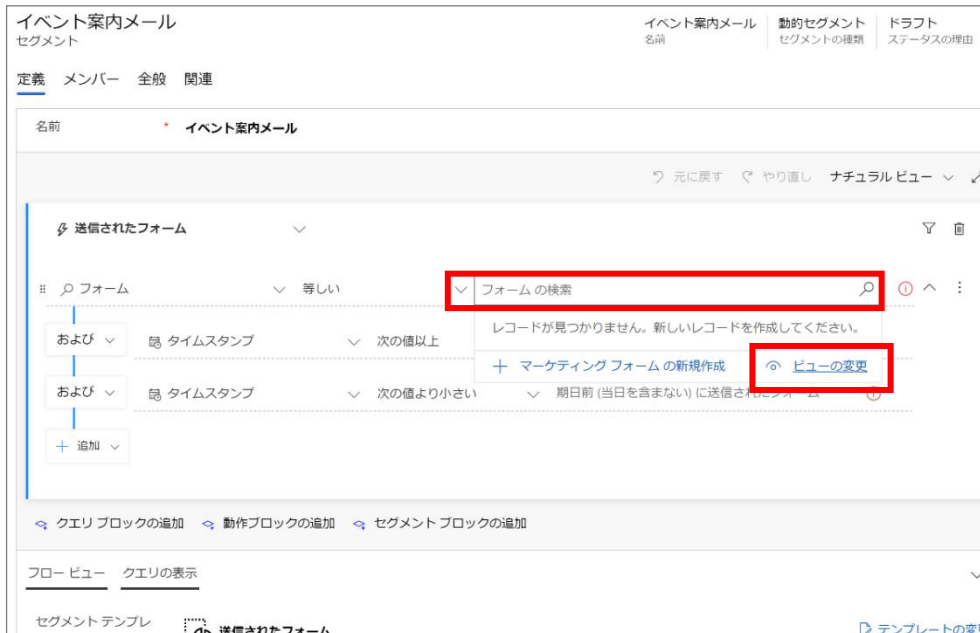 イベント案内メール
セグメント
イベント案内メール 動的セグメント ドラフト
名前 セグメントの種類 ステータスの理由
定義 メンバー 全般 関連
名前 * イベント案内メール
元に戻す やり直し ナチュラル ビュー
送信されたフォーム
フォーム 等しい フォーム の検索
レコードが見つかりません。新しいレコードを作成してください。
および タイムスタンプ 次の値以上
+ マーケティング フォーム の新規作成 ビューの変更
および タイムスタンプ 次の値より小さい 期日前 (当日を含まない) に送信されたフォーム
+ 追加
クエリ ブロックの追加 動作ブロックの追加 セグメント ブロックの追加
フロー ビュー クエリの表示
セグメント テンプレ
送信されたフォーム テンプレートの変